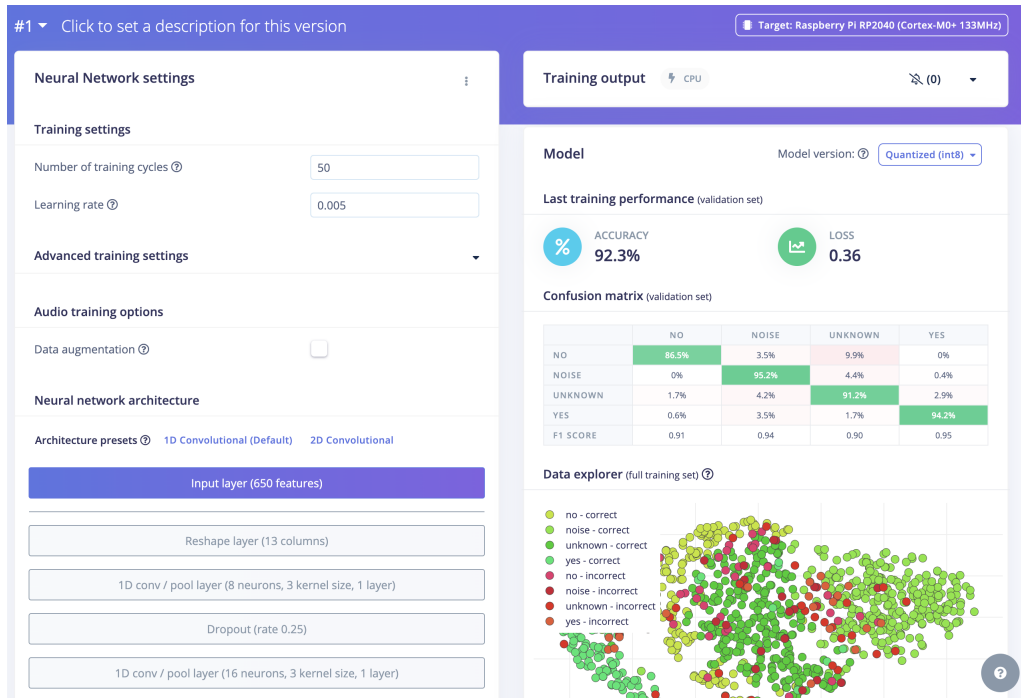 #1 Click to set a description for this version
Target: Raspberry Pi RP2040 (Cortex-M0+ 133MHz)
Neural Network settings
Training settings
Number of training cycles
50
Learning rate
0.005
Advanced training settings
Audio training options
Data augmentation
Neural network architecture
Architecture presets 1D Convolutional (Default) 2D Convolutional
Input layer (650 features)
Reshape layer (13 columns)
1D conv / pool layer (8 neurons, 3 kernel size, 1 layer)
Dropout (rate 0.25)
1D conv / pool layer (16 neurons, 3 kernel size, 1 layer)
Training output CPU (0)
Model
Model version: Quantized (int8)
Last training performance (validation set)
%
ACCURACY
92.3%
LOSS
0.36
Confusion matrix (validation set)
NO NOISE UNKNOWN YES
NO 86.5% 3.5% 9.9% 0%
NOISE 0% 95.2% 4.4% 0.4%
UNKNOWN 1.7% 4.2% 91.2% 2.9%
YES 0.6% 3.5% 1.7% 94.2%
F1 SCORE 0.91 0.94 0.90 0.95
Data explorer (full training set)
no - correct
noise - correct
unknown - correct
yes - correct
no - incorrect
noise - incorrect
unknown - incorrect
yes - incorrect